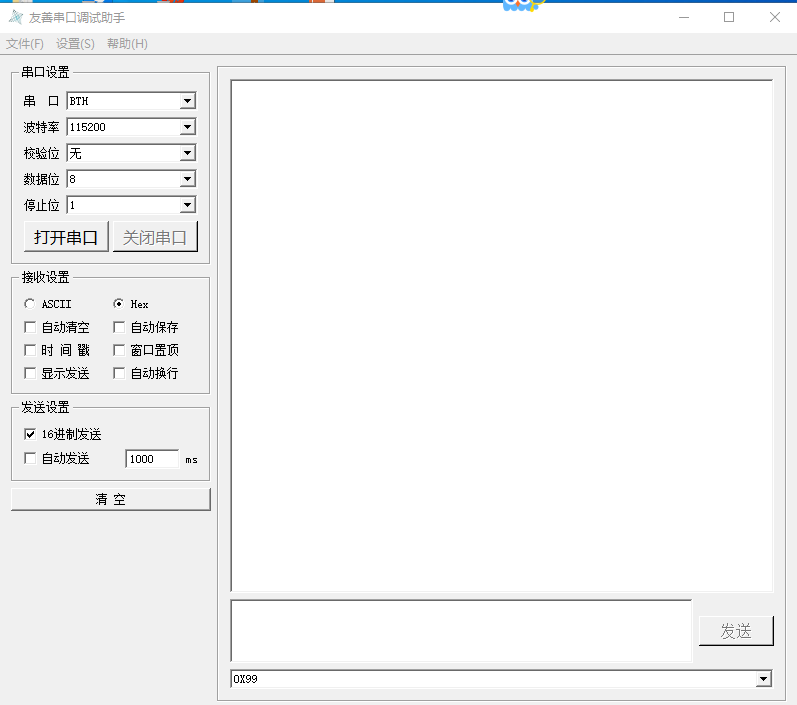 友善串口调试助手
文件(F) 设置(S) 帮助(H)
串口设置
串 口 BTH
波特率 115200
校验位 无
数据位 8
停止位 1
打开串口 关闭串口
接收设置
ASCII Hex
自动清空 自动保存
时 间 戳 窗口置顶
显示发送 自动换行
发送设置
16进制发送
自动发送 1000 ms
清 空
发送
0X99